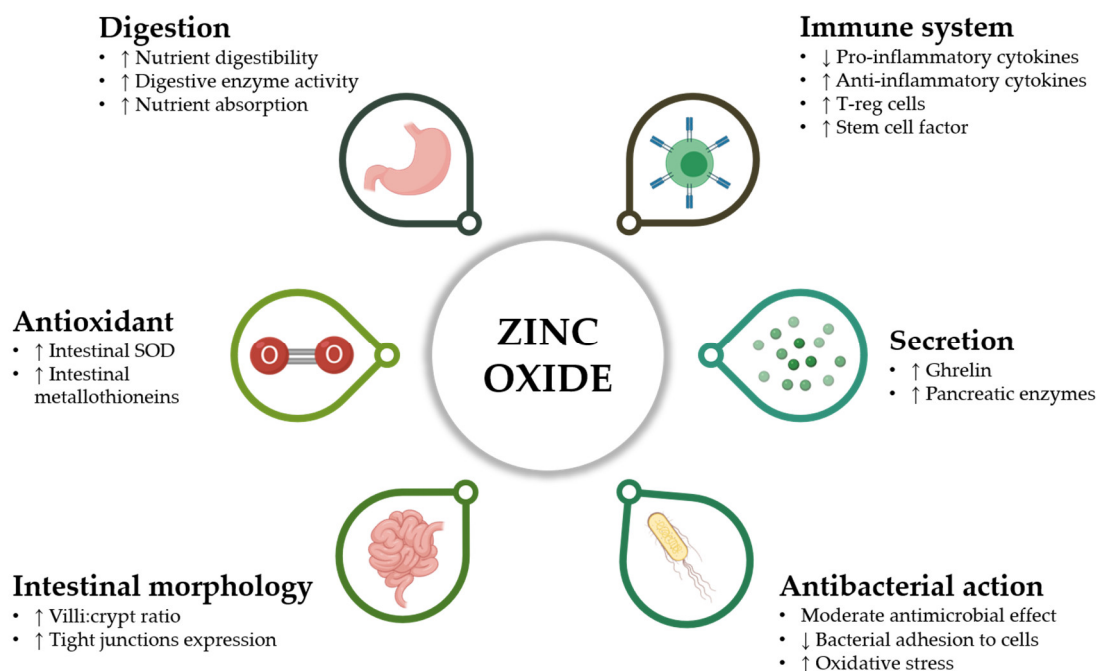 Digestion
• ↑ Nutrient digestibility
• ↑ Digestive enzyme activity
• ↑ Nutrient absorption
Immune system
• ↓ Pro-inflammatory cytokines
• ↑ Anti-inflammatory cytokines
• ↑ T-reg cells
• ↑ Stem cell factor
Antioxidant
• ↑ Intestinal SOD
• ↑ Intestinal
metallothioneins
O O
ZINC
OXIDE
Secretion
• ↑ Ghrelin
• ↑ Pancreatic enzymes
Intestinal morphology
• ↑ Villi:crypt ratio
• ↑ Tight junctions expression
Antibacterial action
• Moderate antimicrobial effect
• ↓ Bacterial adhesion to cells
• ↑ Oxidative stress